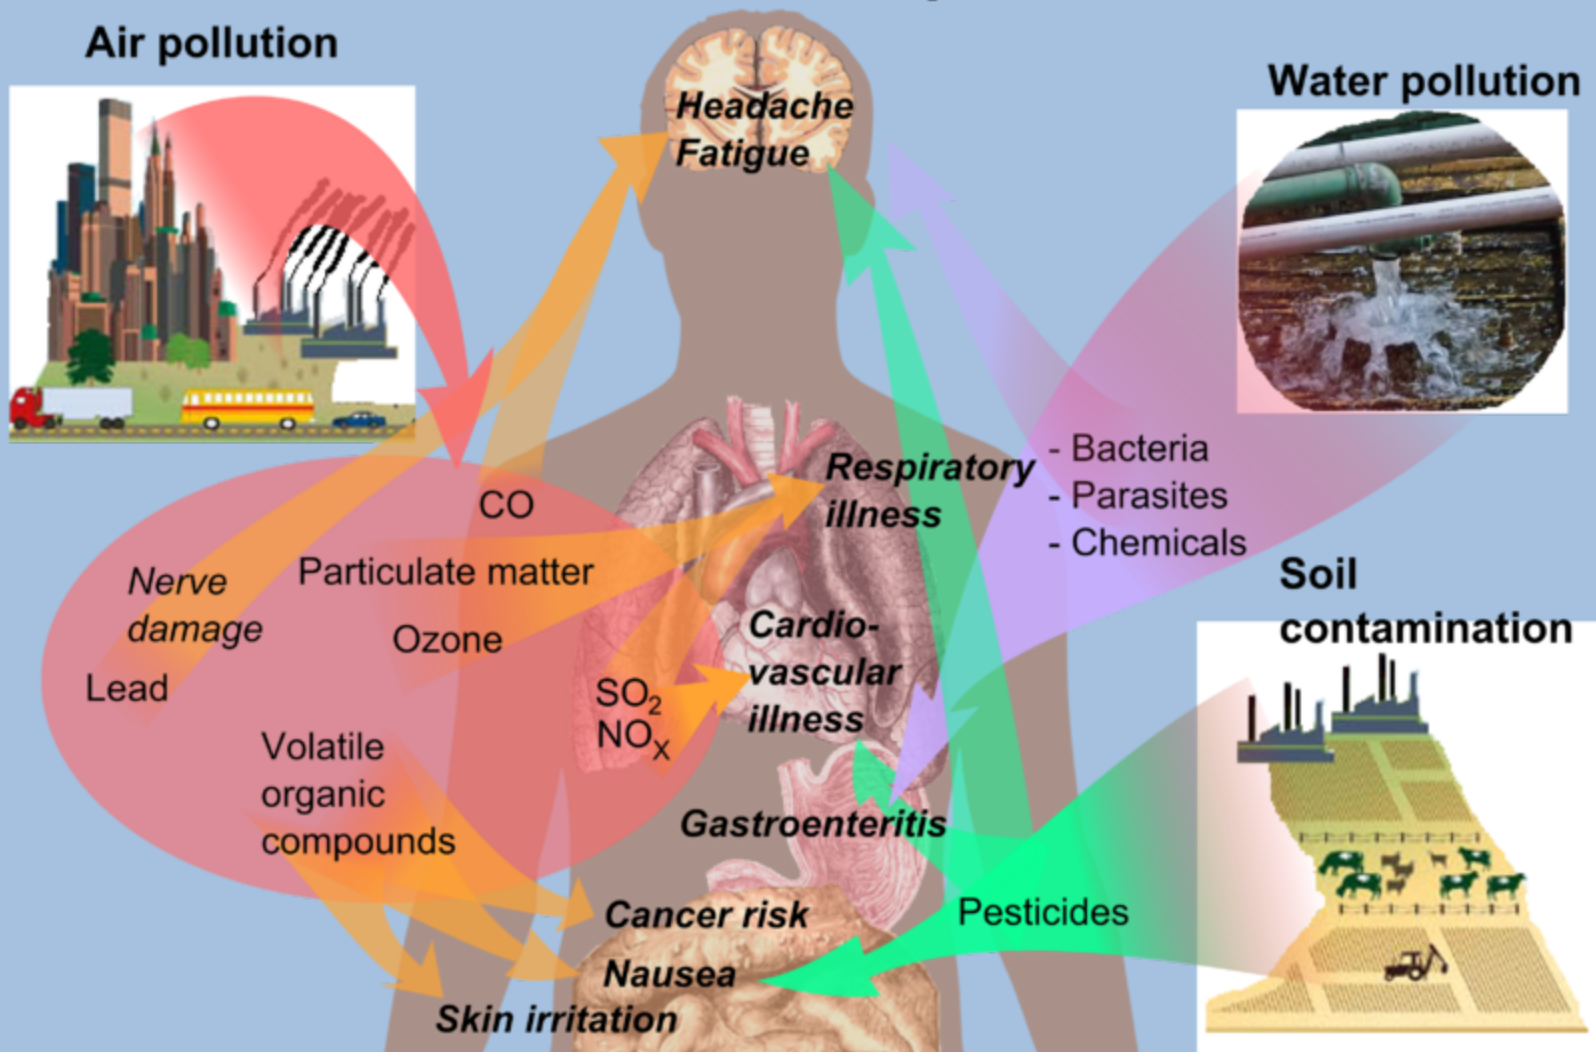 Air pollution
Water pollution
Headache
Fatigue
Respiratory
illness
- Bacteria
- Parasites
- Chemicals
CO
Particulate matter
Nerve
damage
Ozone
Lead
SO₂
NOₓ
Cardio-
vascular
illness
Soil
contamination
Volatile
organic
compounds
Gastroenteritis
Pesticides
Cancer risk
Nausea
Skin irritation